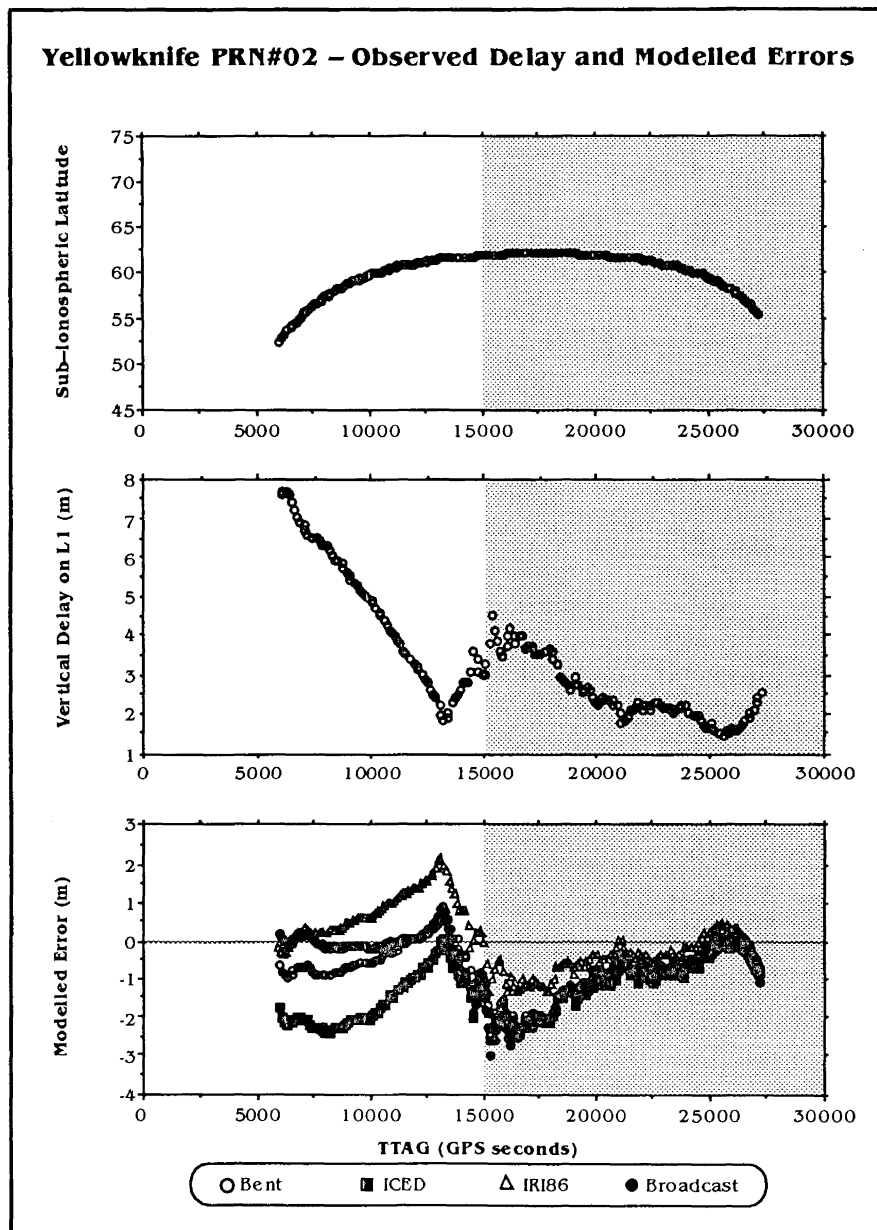 Yellowknife PRN#02 – Observed Delay and Modelled Errors
Sub-Ionospheric Latitude
75
70
65
60
55
50
45
0 5000 10000 15000 20000 25000 30000
Vertical Delay on L1 (m)
8
7
6
5
4
3
2
1
0 5000 10000 15000 20000 25000 30000
Modelled Error (m)
3
2
1
0
-1
-2
-3
-4
0 5000 10000 15000 20000 25000 30000
TTAG (GPS seconds)
Bent ICED IRI86 Broadcast